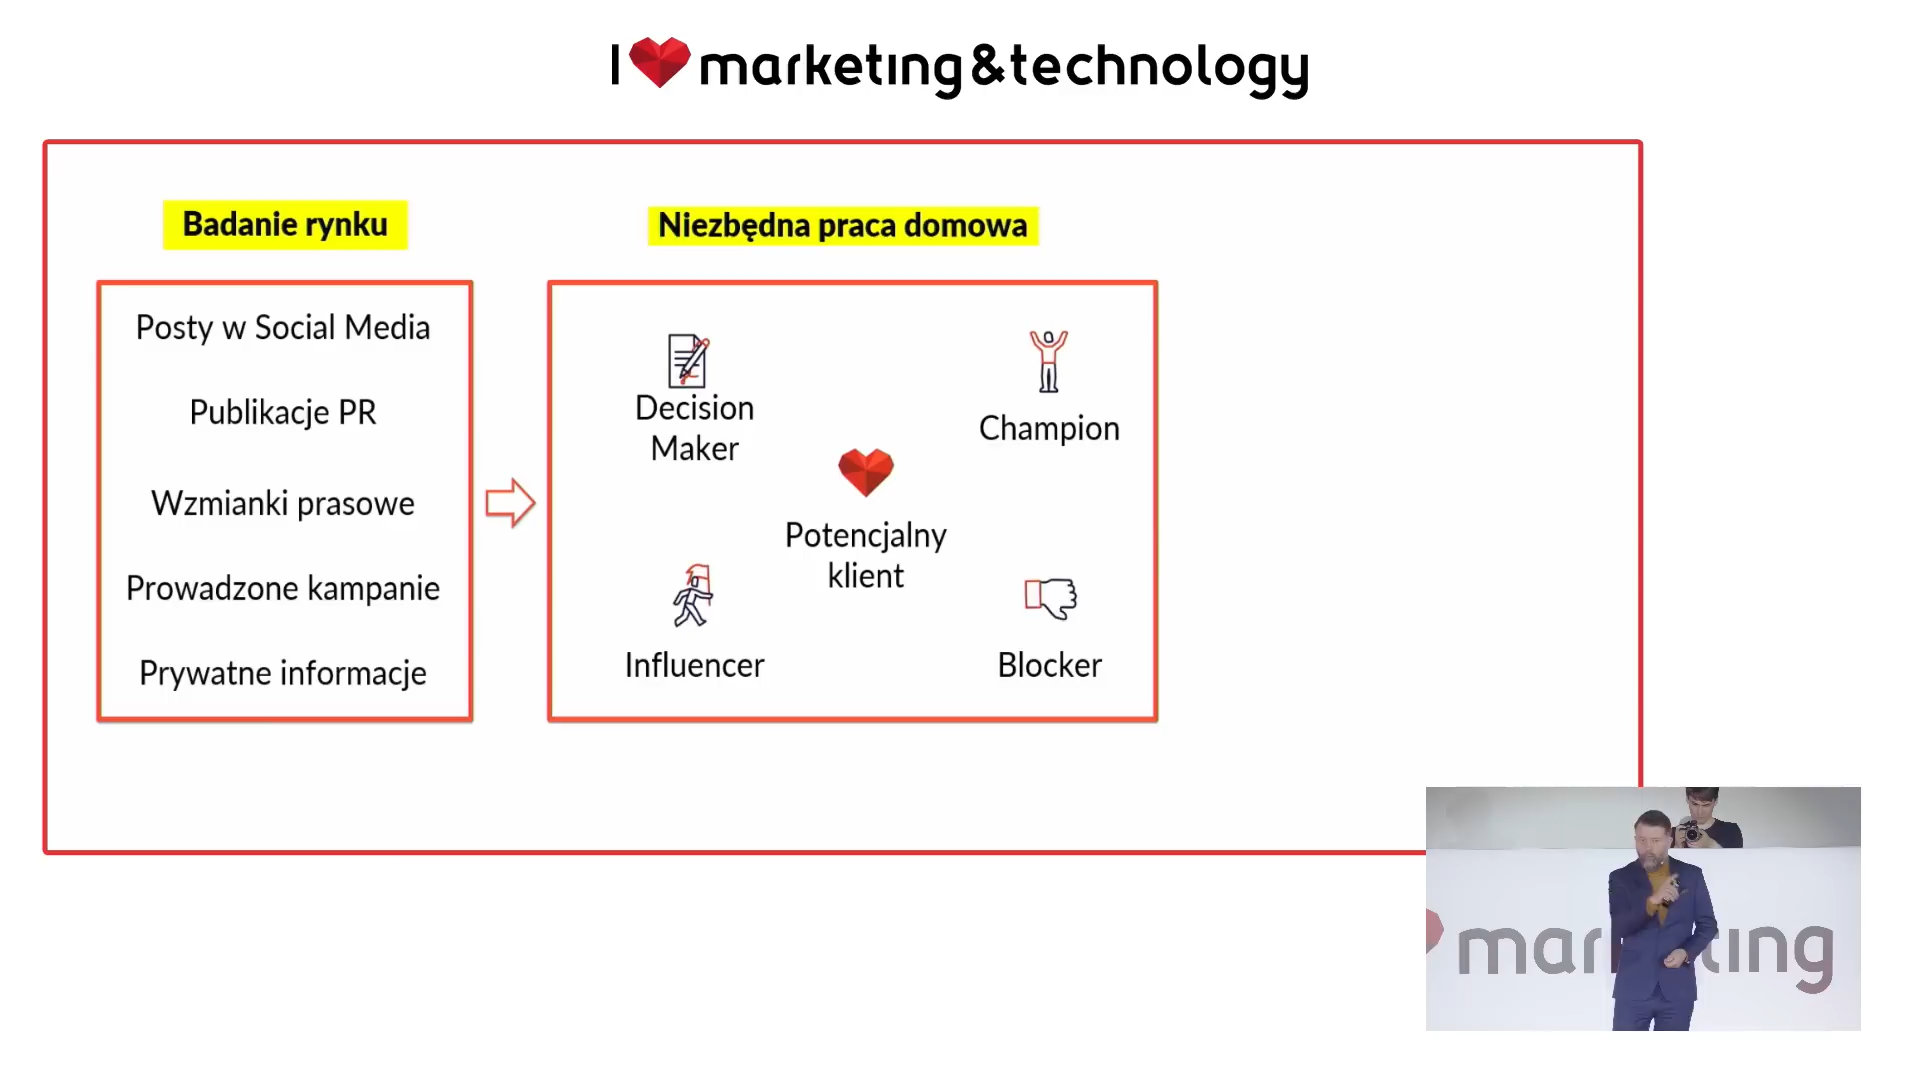 I marketing&technology
Badanie rynku
Posty w Social Media
Publikacje PR
Wzmianki prasowe
Prowadzone kampanie
Prywatne informacje
Niezbędna praca domowa
Decision
Maker
Champion
Potencjalny
klient
Influencer
Blocker